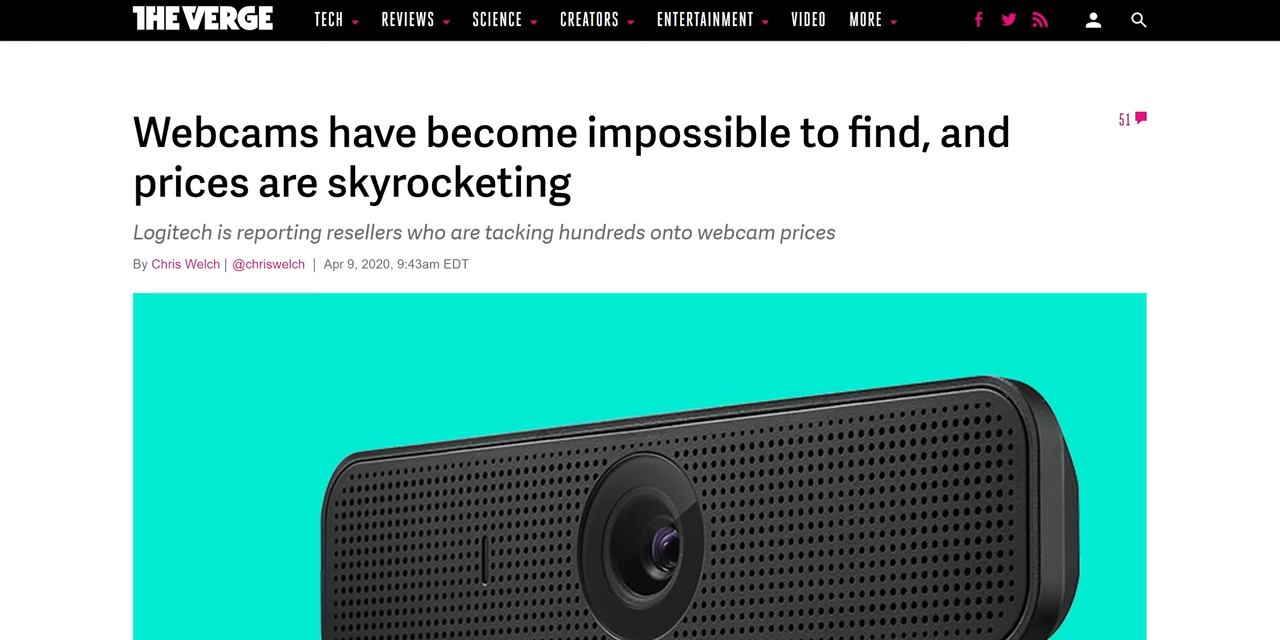 THE VERGE TECH REVIEWS SCIENCE CREATORS ENTERTAINMENT VIDEO MORE
Webcams have become impossible to find, and
51
prices are skyrocketing
Logitech is reporting resellers who are tacking hundreds onto webcam prices
By Chris Welch | @chriswelch | Apr 9, 2020, 9:43am EDT